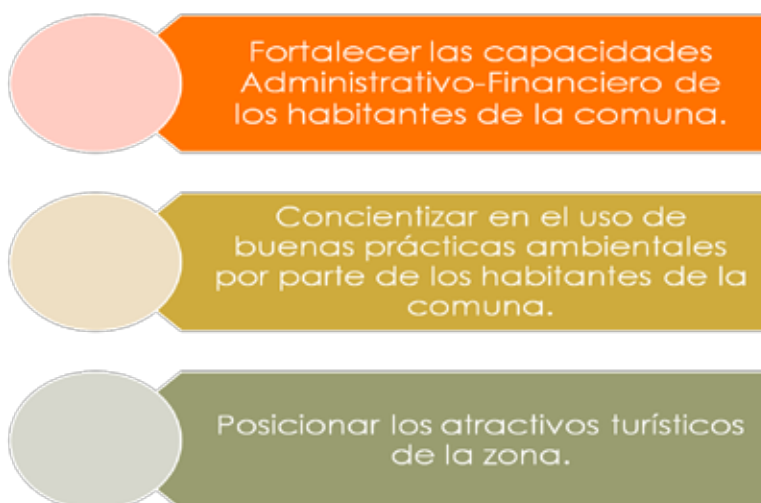 Fortalecer las capacidades
Administrativo-Financiero de
los habitantes de la comuna.
Concientizar en el uso de
buenas prácticas ambientales
por parte de los habitantes de la
comuna.
Posicionar los atractivos turísticos
de la zona.